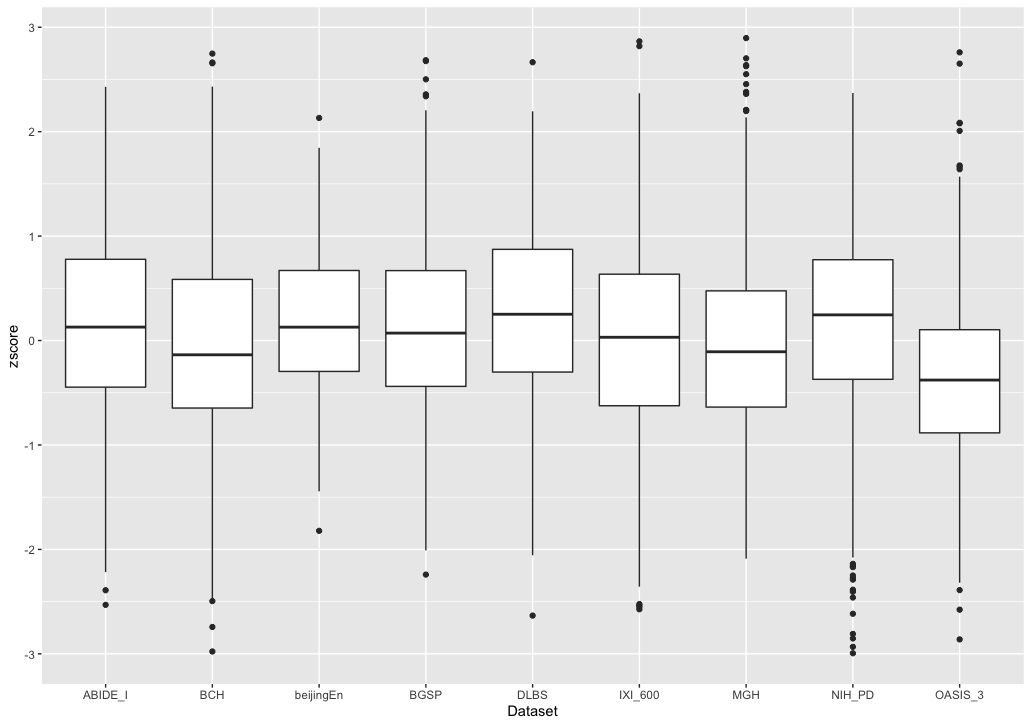 zscore
3
2
1
0
-1
-2
-3
ABIDE_I BCH beijingEn BGSP DLBS IXI_600 MGH NIH_PD OASIS_3
Dataset